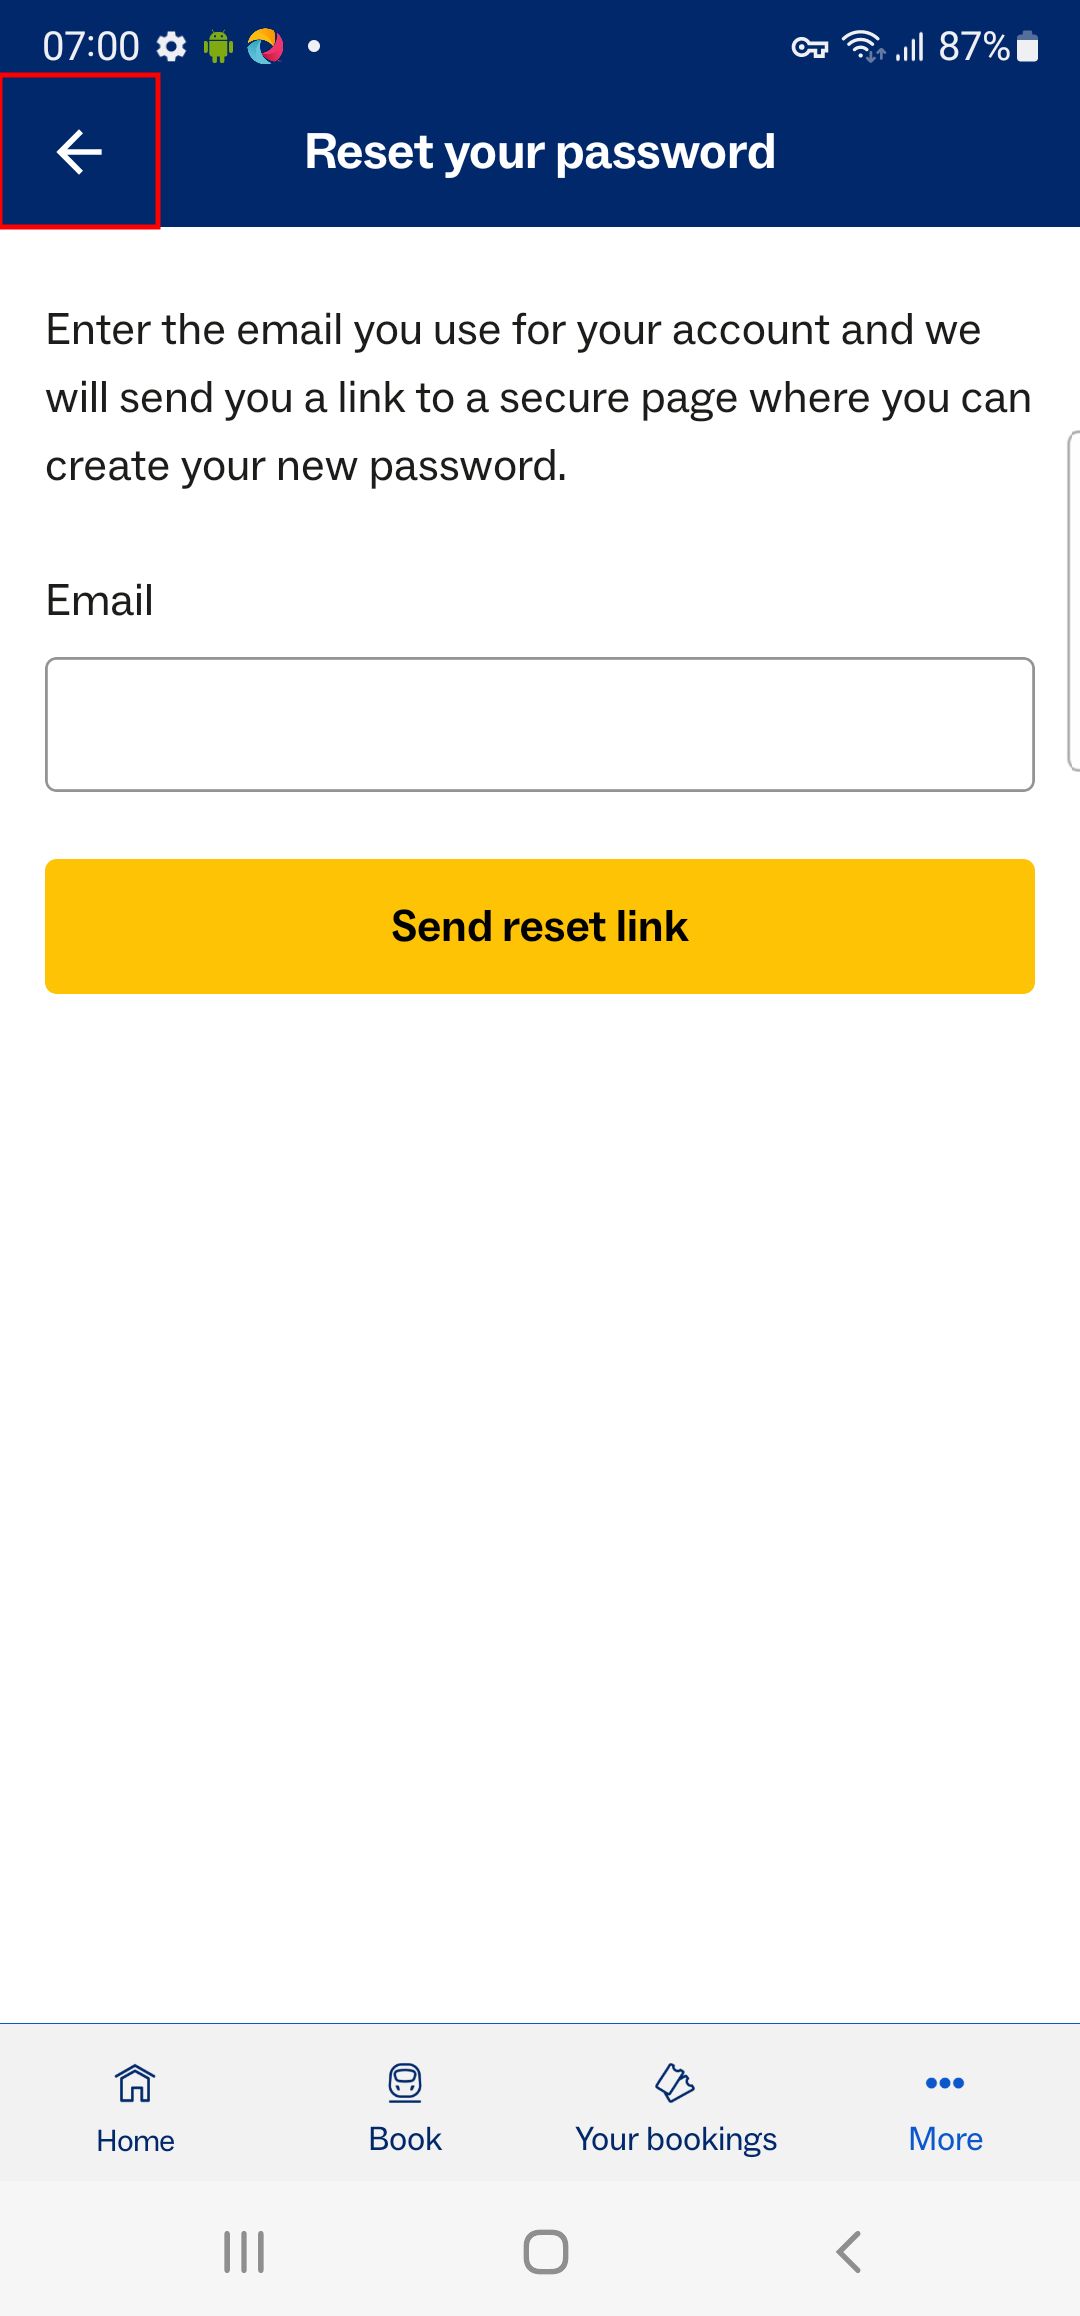 07:00
87%
Reset your password
Enter the email you use for your account and we
will send you a link to a secure page where you can
create your new password.
Email
Send reset link
Home
Book
Your bookings
More